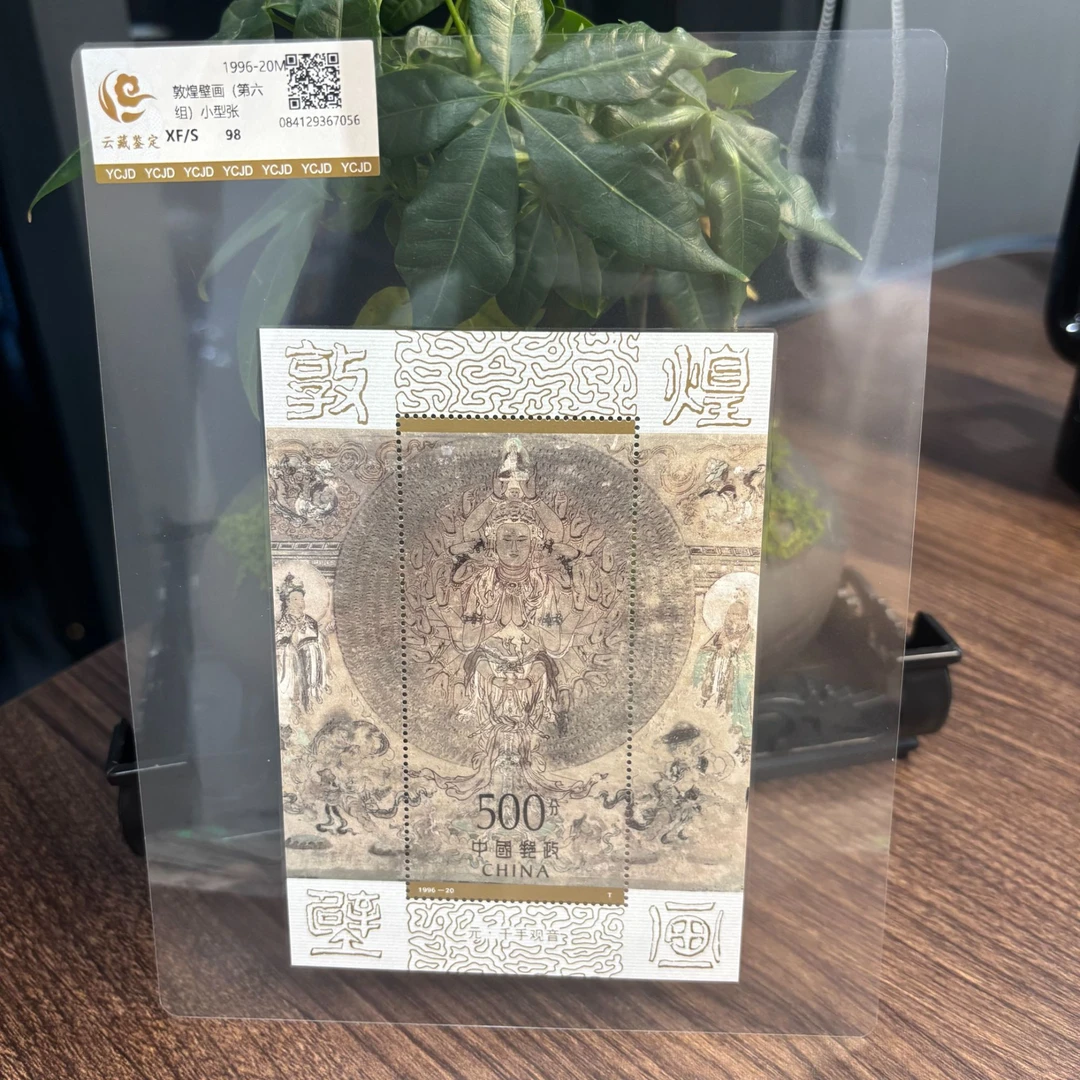 1996-20M
敦煌壁画（第六
组）小型张
084129367056
云藏鉴定
XF/S 98
YCJD YCJD YCJD YCJD YCJD YCJD YCJD
敦煌
500分
中國郵政
CHINA
1996—20
T
壁画
元·千手观音